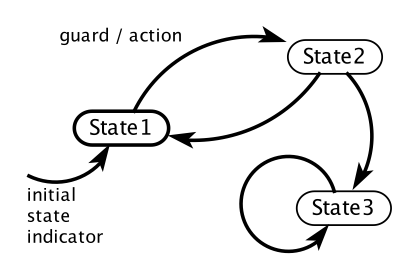 guard / action
State2
State1
initial
state
indicator
State3